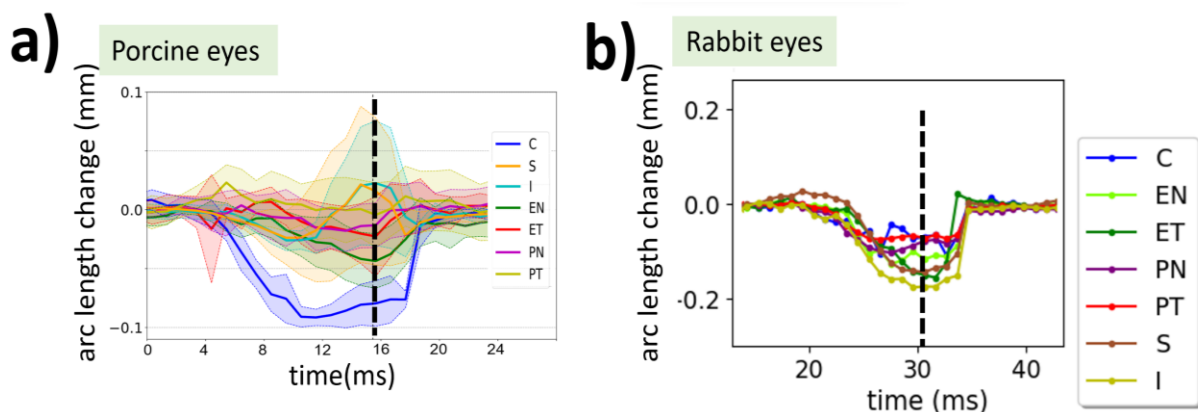 a)
Porcine eyes
arc length change (mm)
0.1
0.0
−0.1
0
4
8
12
16
20
24
time(ms)
C
S
I
EN
ET
PN
PT
b)
Rabbit eyes
arc length change (mm)
0.2
0.0
-0.2
20
30
40
time (ms)
C
EN
ET
PN
PT
S
I